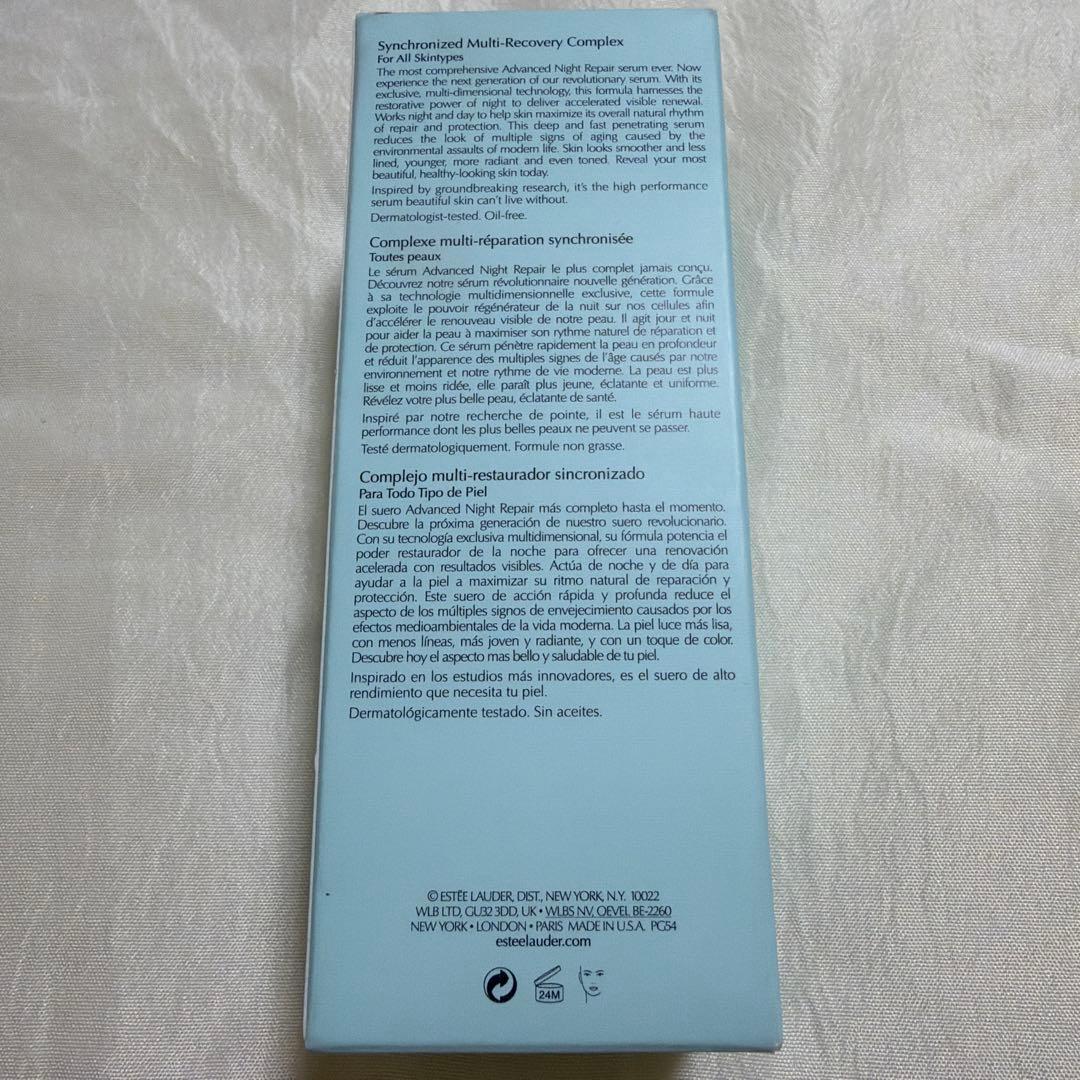 Synchronized Multi-Recovery Complex
For All Skintypes
The most comprehensive Advanced Night Repair serum ever. Now
experience the next generation of our revolutionary serum. With its
exclusive, multi-dimensional technology, this formula harnesses the
restorative power of night to deliver accelerated visible renewal.
Works night and day to help skin maximize its overall natural rhythm
of repair and protection. This deep and fast penetrating serum
reduces the look of multiple signs of aging caused by the
environmental assaults of modern life. Skin looks smoother and less
lined, younger, more radiant and even toned. Reveal your most
beautiful, healthy-looking skin today.
Inspired by groundbreaking research, it's the high performance
serum beautiful skin can't live without.
Dermatologist-tested. Oil-free.
Complexe multi-réparation synchronisée
Toutes peaux
Le sérum Advanced Night Repair le plus complet jamais conçu.
Découvrez notre sérum révolutionnaire nouvelle génération. Grâce
à sa technologie multidimensionnelle exclusive, cette formule
exploite le pouvoir régénérateur de la nuit sur nos cellules afin
d'accélérer le renouveau visible de notre peau. Il agit jour et nuit
pour aider la peau à maximiser son rythme naturel de réparation et
de protection. Ce sérum pénètre rapidement la peau en profondeur
et réduit l'apparence des multiples signes de l'âge causés par notre
environnement et notre rythme de vie moderne. La peau est plus
lisse et moins ridée, elle paraît plus jeune, éclatante et uniforme.
Révélez votre plus belle peau, éclatante de santé.
Inspiré par notre recherche de pointe, il est le sérum haute
performance dont les plus belles peaux ne peuvent se passer.
Testé dermatologiquement. Formule non grasse.
Complejo multi-restaurador sincronizado
Para Todo Tipo de Piel
El suero Advanced Night Repair más completo hasta el momento.
Descubre la próxima generación de nuestro suero revolucionario.
Con su tecnología exclusiva multidimensional, su fórmula potencia el
poder restaurador de la noche para ofrecer una renovación
acelerada con resultados visibles. Actúa de noche y de día para
ayudar a la piel a maximizar su ritmo natural de reparación y
protección. Este suero de acción rápida y profunda reduce el
aspecto de los múltiples signos de envejecimiento causados por los
efectos medioambientales de la vida moderna. La piel luce más lisa,
con menos líneas, más joven y radiante, y con un toque de color.
Descubre hoy el aspecto mas bello y saludable de tu piel.
Inspirado en los estudios más innovadores, es el suero de alto
rendimiento que necesita tu piel.
Dermatológicamente testado. Sin aceites.
© ESTĒE LAUDER, DIST., NEW YORK, N.Y. 10022
WLB LTD, GU32 3DD, UK • WLBS NV, OEVEL BE-2260
NEW YORK • LONDON • PARIS MADE IN U.S.A. PG54
esteelauder.com
24M